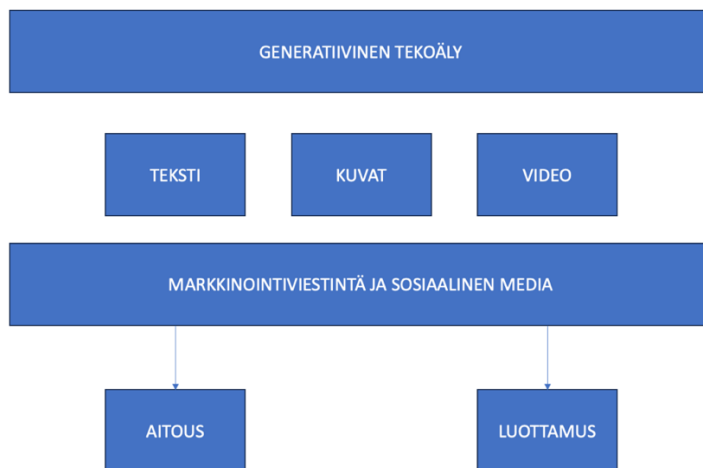 GENERATIIVINEN TEKOÄLY
TEKSTI
KUVAT
VIDEO
MARKKINOINTIVIESTINTÄ JA SOSIAALINEN MEDIA
AITOUS
LUOTTAMUS